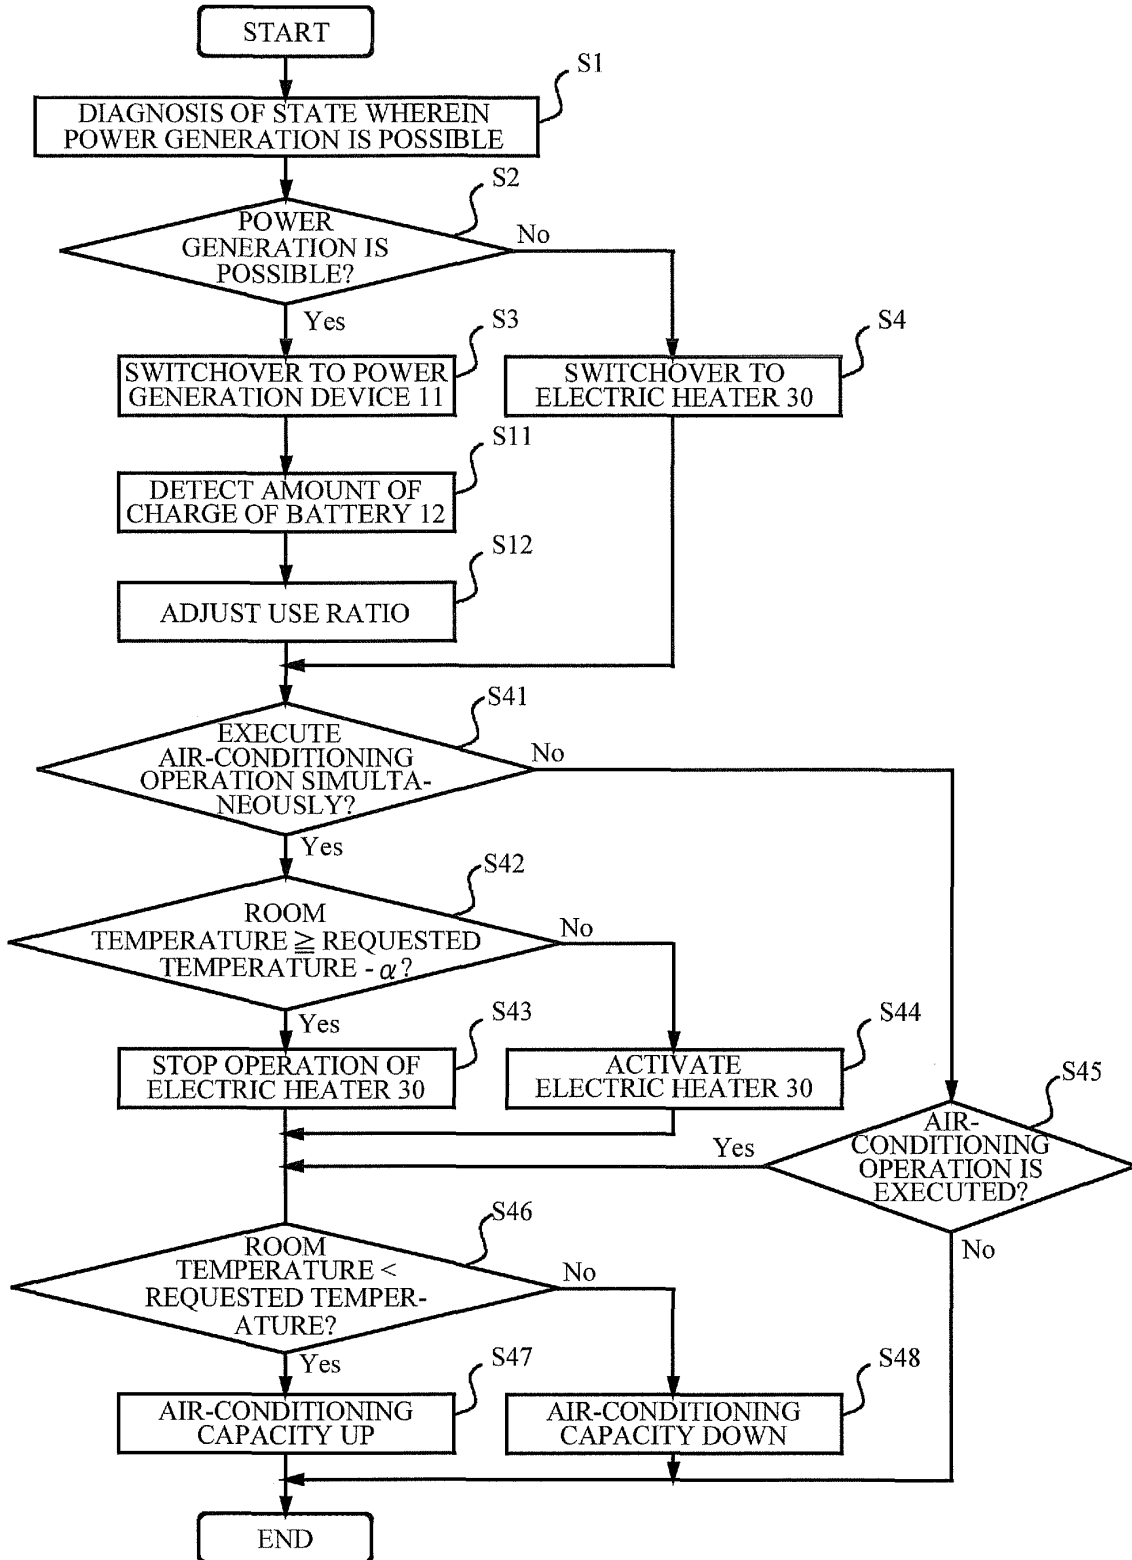 START
S1
DIAGNOSIS OF STATE WHEREIN
POWER GENERATION IS POSSIBLE
S2
POWER
GENERATION IS
POSSIBLE?
No
Yes
S3
S4
SWITCHOVER TO POWER
GENERATION DEVICE 11
SWITCHOVER TO
ELECTRIC HEATER 30
S11
DETECT AMOUNT OF
CHARGE OF BATTERY 12
S12
ADJUST USE RATIO
S41
EXECUTE
AIR-CONDITIONING
OPERATION SIMULTA-
NEOUSLY?
No
Yes
S42
ROOM
TEMPERATURE ≧ REQUESTED
TEMPERATURE - α?
No
Yes
S43
S44
STOP OPERATION OF
ELECTRIC HEATER 30
ACTIVATE
ELECTRIC HEATER 30
S45
AIR-
CONDITIONING
OPERATION IS
EXECUTED?
Yes
No
S46
ROOM
TEMPERATURE <
REQUESTED TEMPER-
ATURE?
No
Yes
S47
S48
AIR-CONDITIONING
CAPACITY UP
AIR-CONDITIONING
CAPACITY DOWN
END